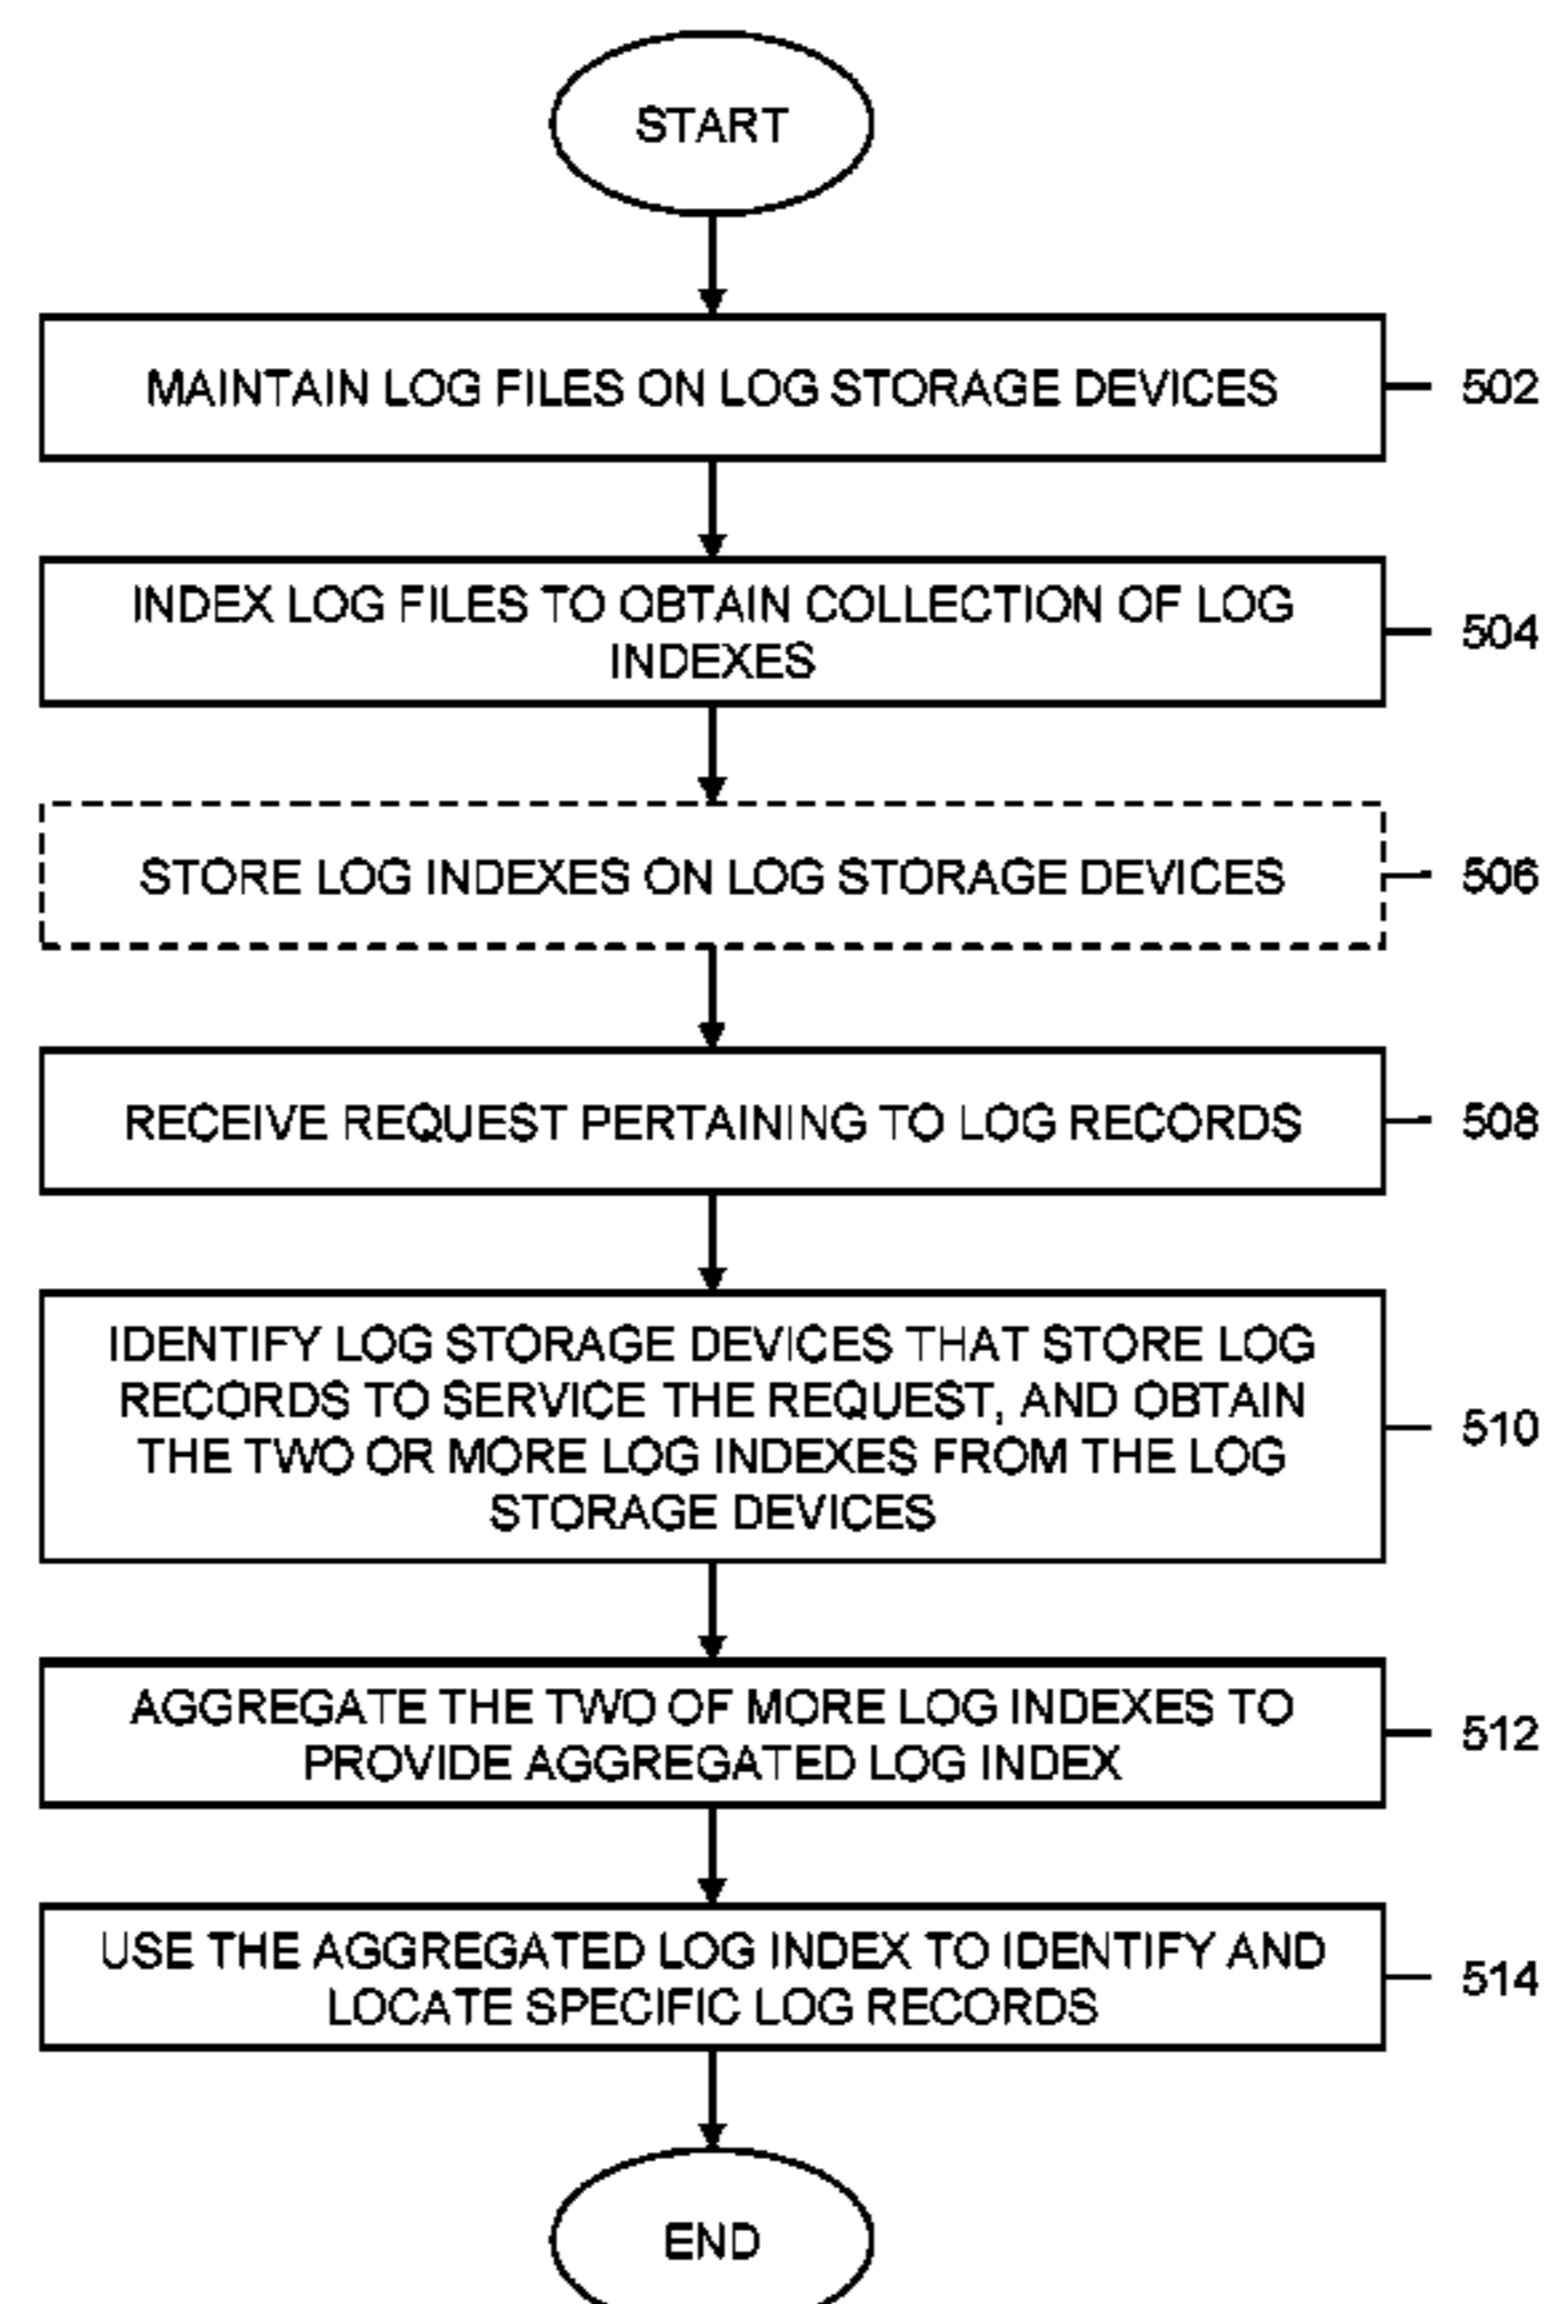 START
MAINTAIN LOG FILES ON LOG STORAGE DEVICES
502
INDEX LOG FILES TO OBTAIN COLLECTION OF LOG
INDEXES
504
STORE LOG INDEXES ON LOG STORAGE DEVICES
506
RECEIVE REQUEST PERTAINING TO LOG RECORDS
508
IDENTIFY LOG STORAGE DEVICES THAT STORE LOG
RECORDS TO SERVICE THE REQUEST, AND OBTAIN
THE TWO OR MORE LOG INDEXES FROM THE LOG
STORAGE DEVICES
510
AGGREGATE THE TWO OF MORE LOG INDEXES TO
PROVIDE AGGREGATED LOG INDEX
512
USE THE AGGREGATED LOG INDEX TO IDENTIFY AND
LOCATE SPECIFIC LOG RECORDS
514
END